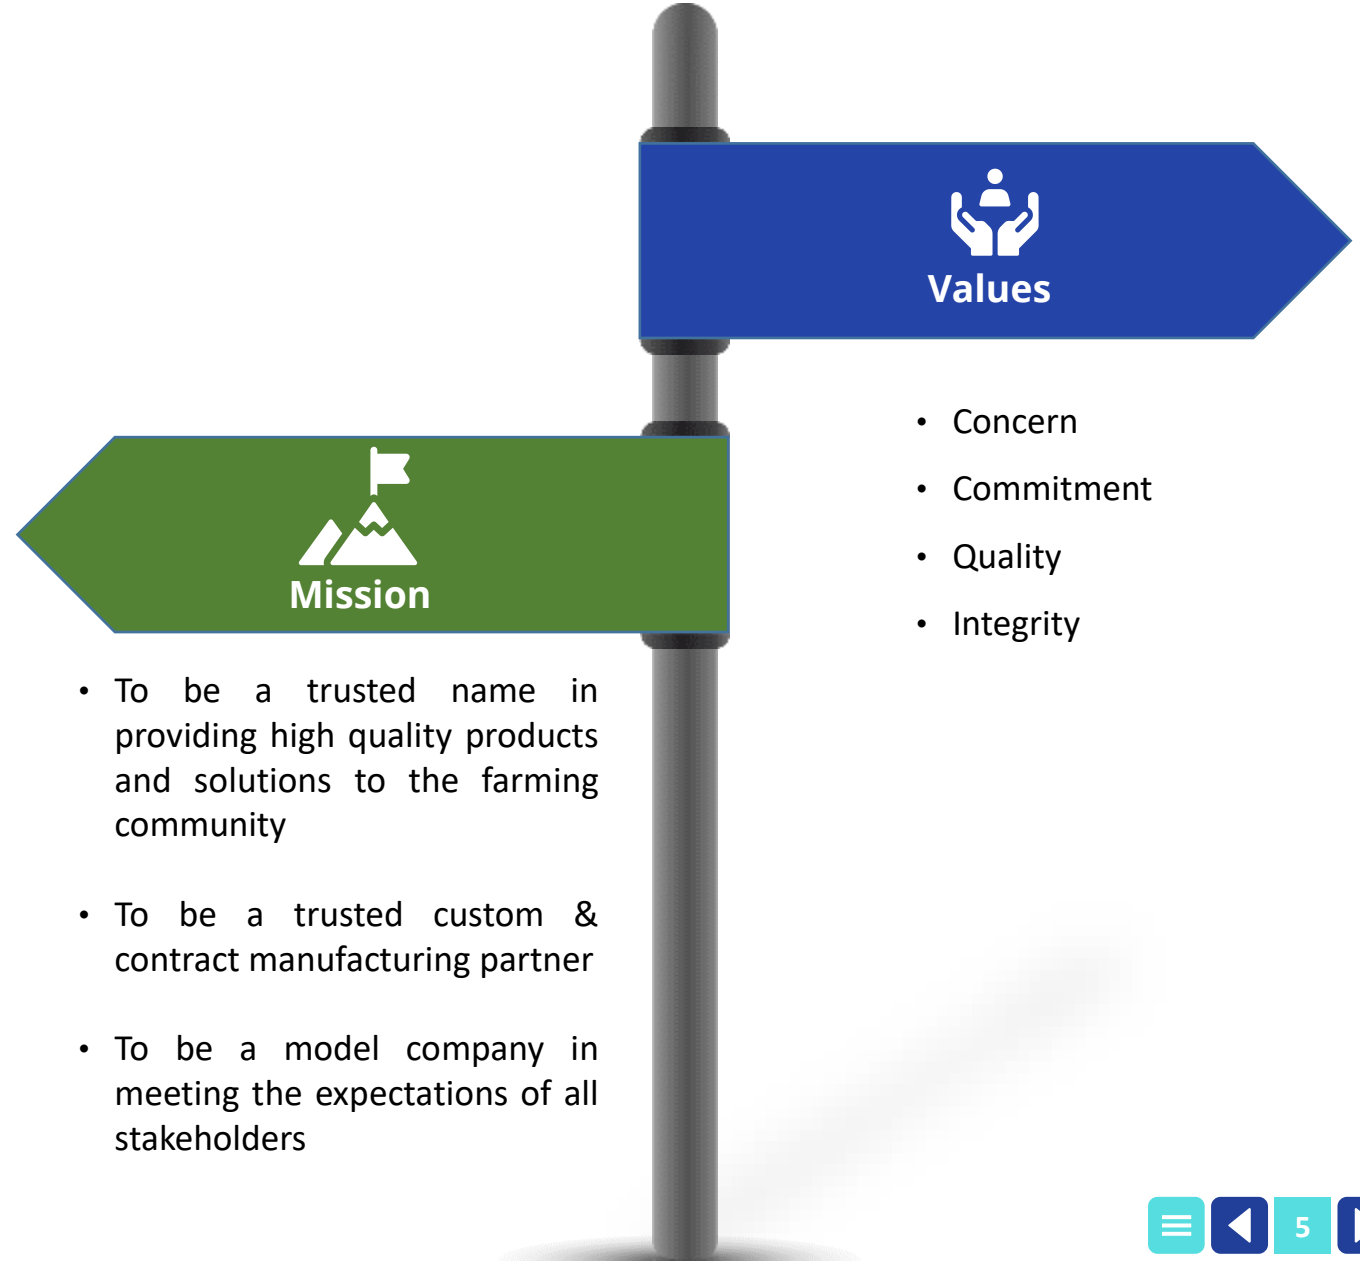 Values
• Concern
• Commitment
• Quality
• Integrity
Mission
• To be a trusted name in
providing high quality products
and solutions to the farming
community
• To be a trusted custom &
contract manufacturing partner
• To be a model company in
meeting the expectations of all
stakeholders
5